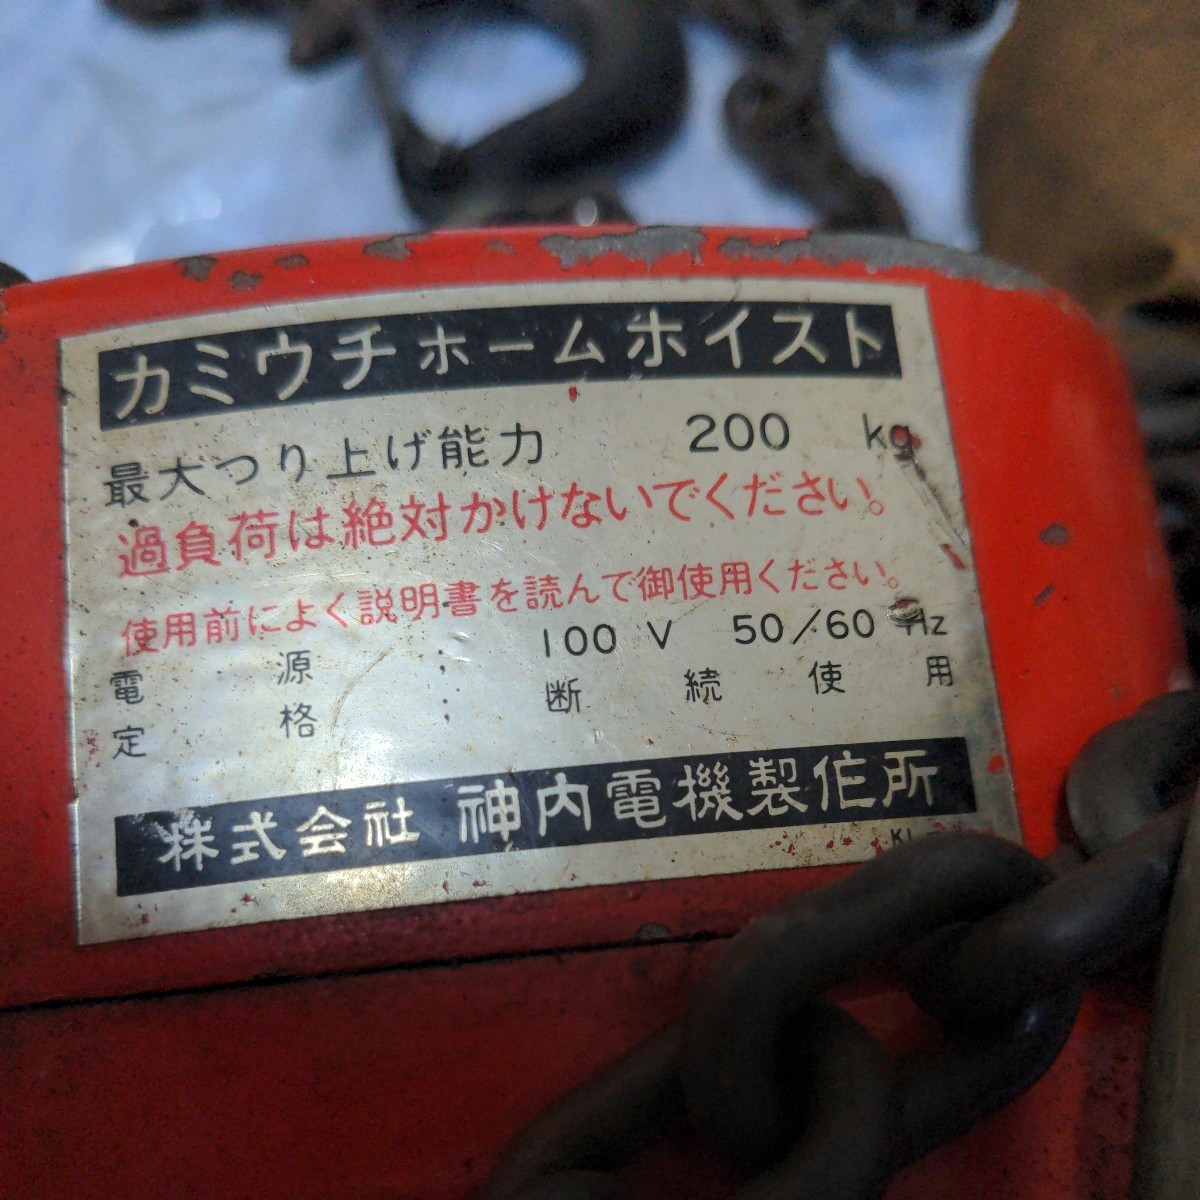 カミウチホームホイスト
最大つり上げ能力 200 kg
過負荷は絶対かけないでください。
使用前によく説明書を読んで御使用ください。
電源 ; 100 V 50/60 Hz
定格 ; 断続使用
株式会社 神内電機製作所